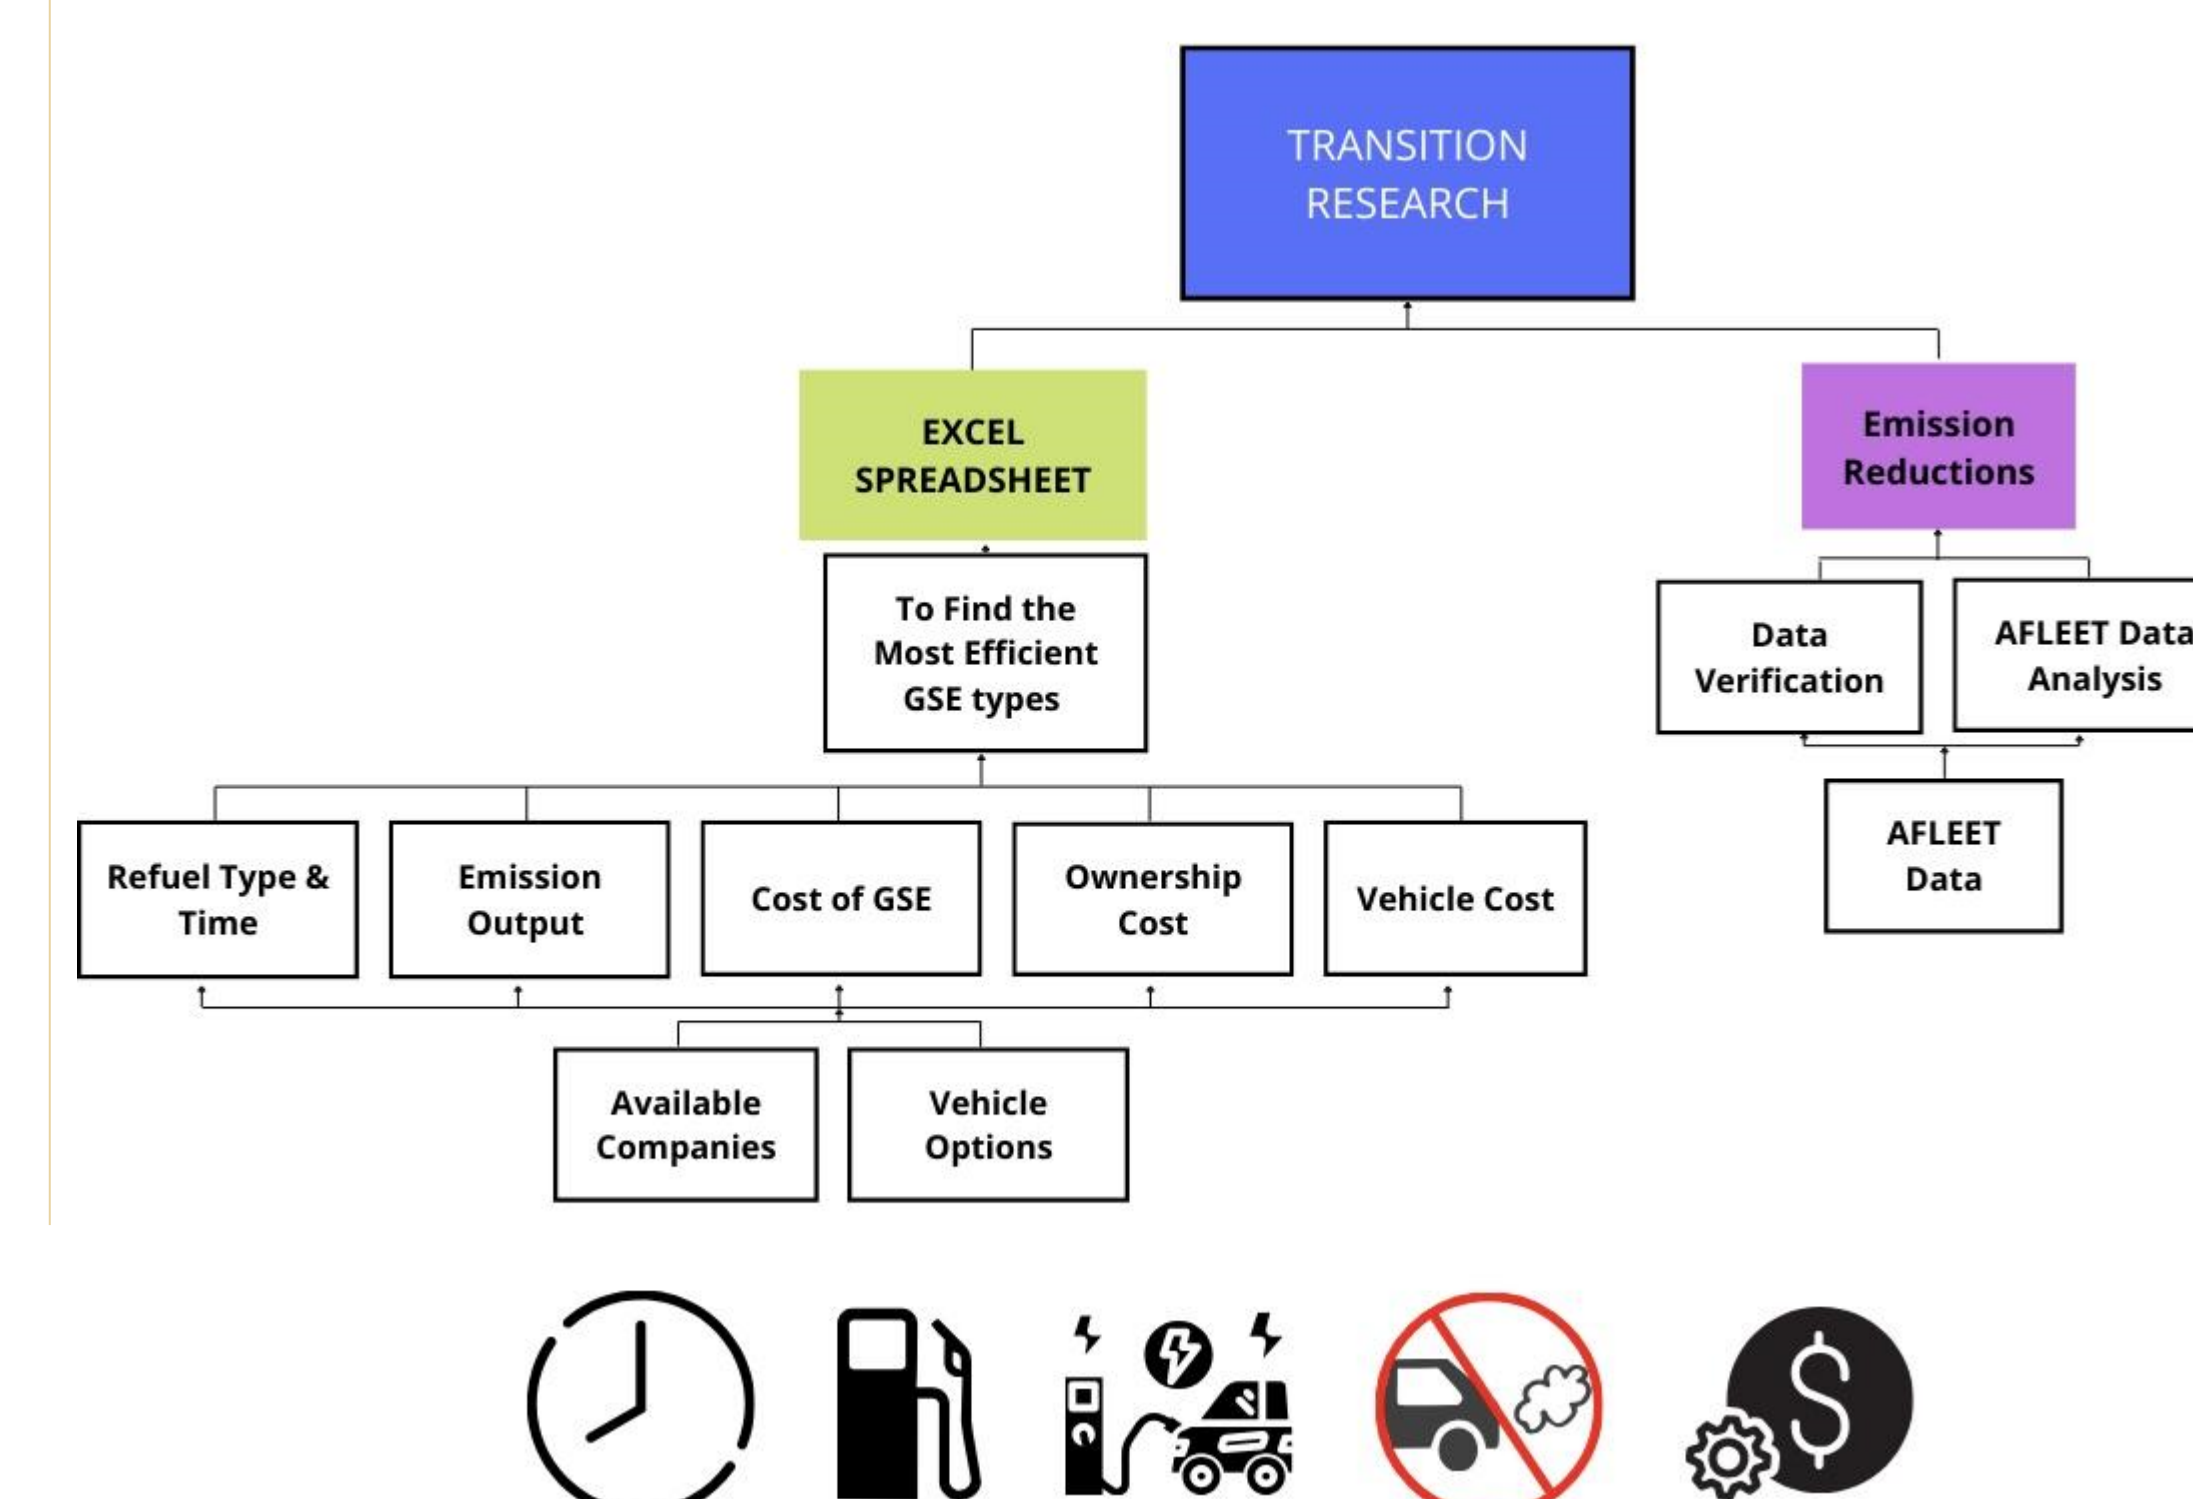 TRANSITION
RESEARCH
EXCEL
SPREADSHEET
Emission
Reductions
To Find the
Most Efficient
GSE types
Data
Verification
AFLEET Data
Analysis
Refuel Type &
Time
Emission
Output
Cost of GSE
Ownership
Cost
Vehicle Cost
AFLEET
Data
Available
Companies
Vehicle
Options
$